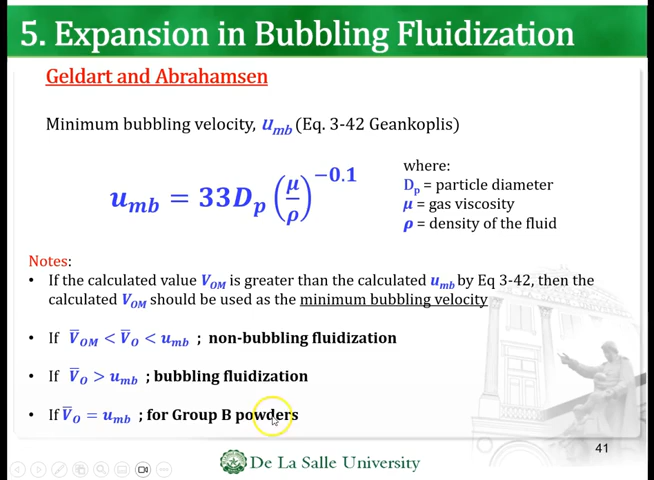 5. Expansion in Bubbling Fluidization
Geldart and Abrahamsen
Minimum bubbling velocity, u_mb (Eq. 3-42 Geankoplis)
u_mb = 33D_p (μ/ρ)^−0.1
where:
D_p = particle diameter
μ = gas viscosity
ρ = density of the fluid
Notes:
• If the calculated value V_OM is greater than the calculated u_mb by Eq 3-42, then the
calculated V_OM should be used as the minimum bubbling velocity
• If V̅_OM < V̅_O < u_mb ; non-bubbling fluidization
• If V̅_O > u_mb ; bubbling fluidization
• If V̅_O = u_mb ; for Group B powders
41
De La Salle University